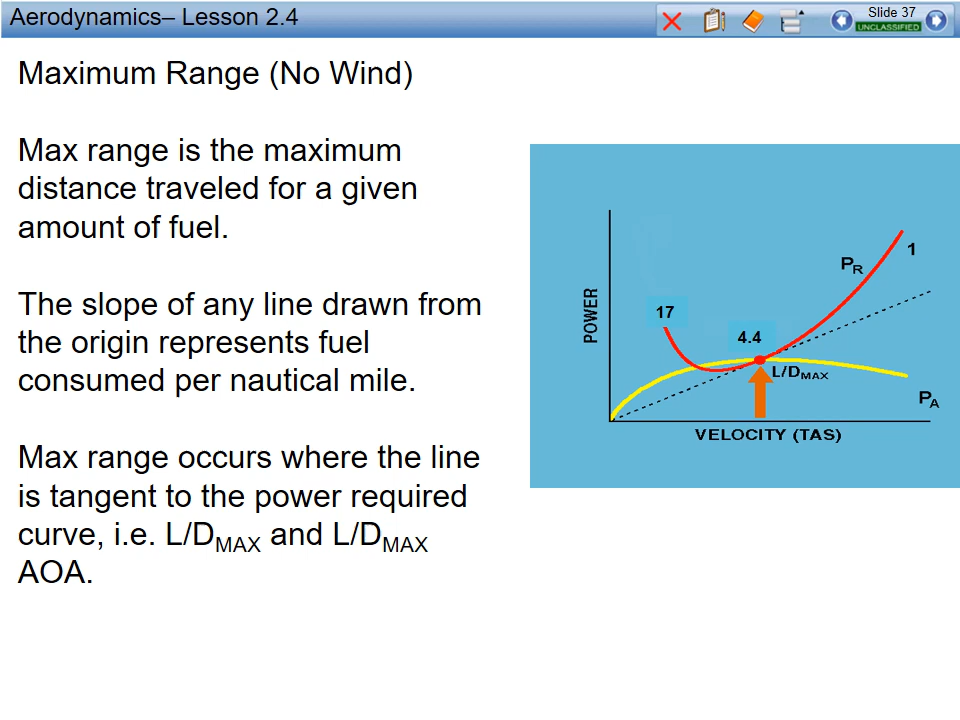 Aerodynamics– Lesson 2.4
Slide 37
UNCLASSIFIED
Maximum Range (No Wind)
Max range is the maximum
distance traveled for a given
amount of fuel.
The slope of any line drawn from
the origin represents fuel
consumed per nautical mile.
Max range occurs where the line
is tangent to the power required
curve, i.e. L/DMAX and L/DMAX
AOA.
1
PR
17
POWER
4.4
L/DMAX
PA
VELOCITY (TAS)